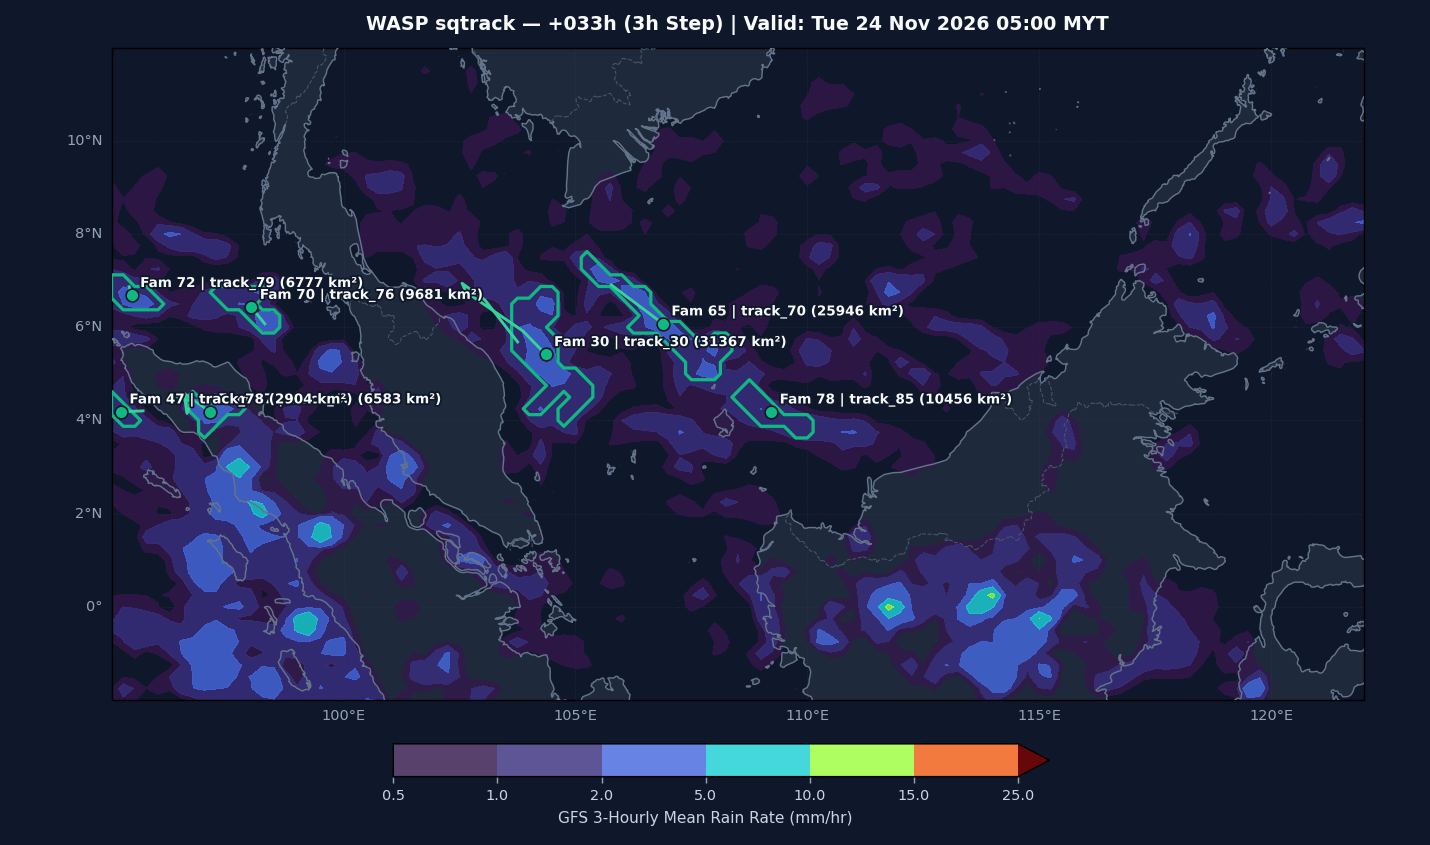 WASP sqtrack — +033h (3h Step) | Valid: Tue 24 Nov 2026 05:00 MYT
10°N
8°N
Fam 72 | track_79 (6777 km²)
Fam 70 | track_76 (9681 km²)
Fam 65 | track_70 (25946 km²)
6°N
Fam 30 | track_30 (31367 km²)
Fam 47 (6583 km²)
Fam 78 | track_85 (10456 km²)
4°N
2°N
0°
100°E 105°E 110°E 115°E 120°E
0.5 1.0 2.0 5.0 10.0 15.0 25.0
GFS 3-Hourly Mean Rain Rate (mm/hr)